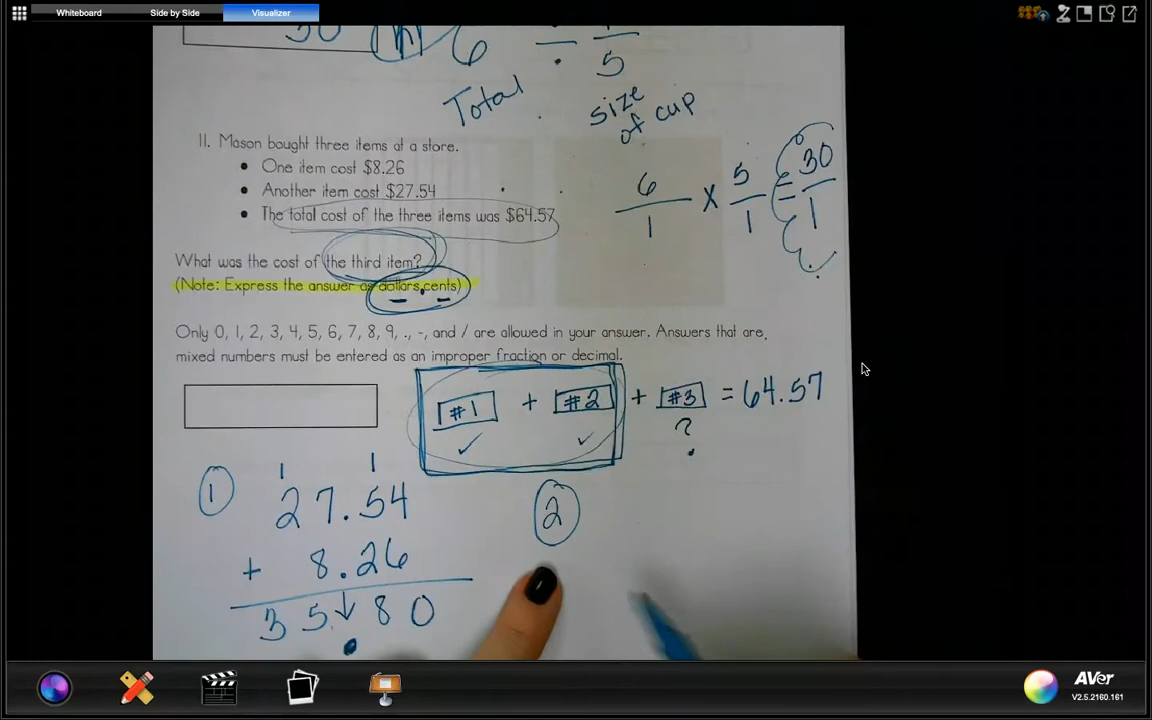 Whiteboard Side by Side Visualizer
30 6
5
Total
size of cup
11. Mason bought three items at a store.
• One item cost $8.26
• Another item cost $27.54
• The total cost of the three items was $64.57
6/1 x 5/1 = 30/1
What was the cost of the third item?
(Note: Express the answer as dollars.cents)
Only 0, 1, 2, 3, 4, 5, 6, 7, 8, 9, ., -, and / are allowed in your answer. Answers that are,
mixed numbers must be entered as an improper fraction or decimal.
#1 + #2 + #3 = 64.57
?
1 1
1 27.54
+ 8.26
35.80
2
AVer
V2.5.2160.161